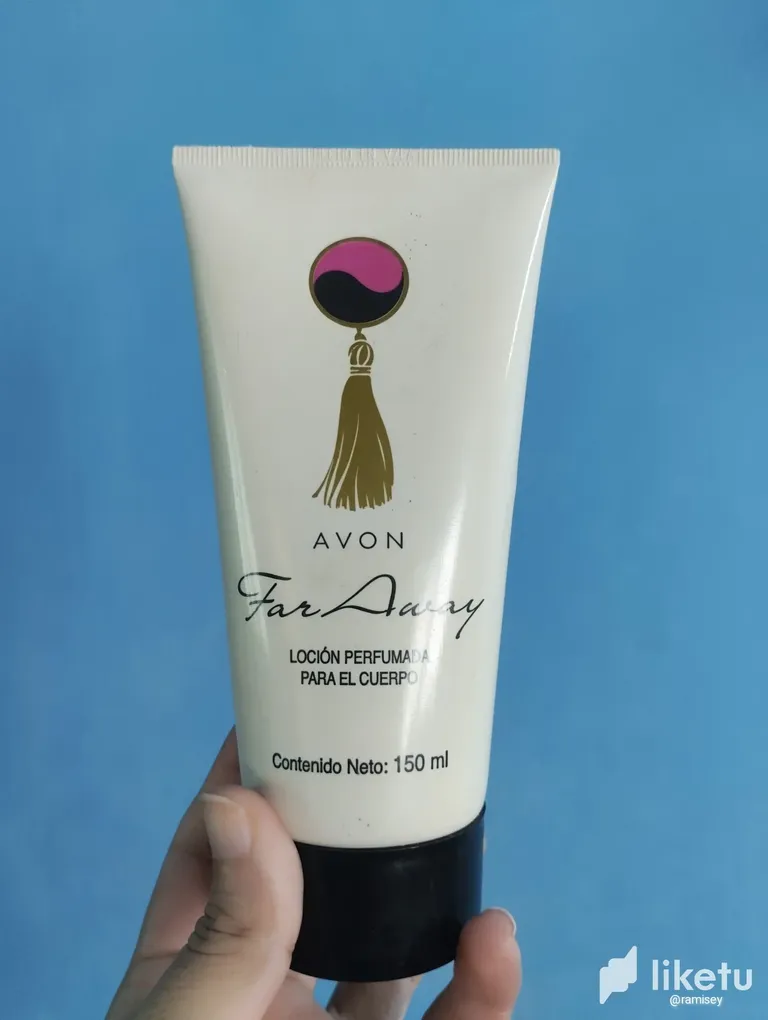 AVON
Far Away
LOCIÓN PERFUMADA
PARA EL CUERPO
Contenido Neto: 150 ml
liketu
@ramisey